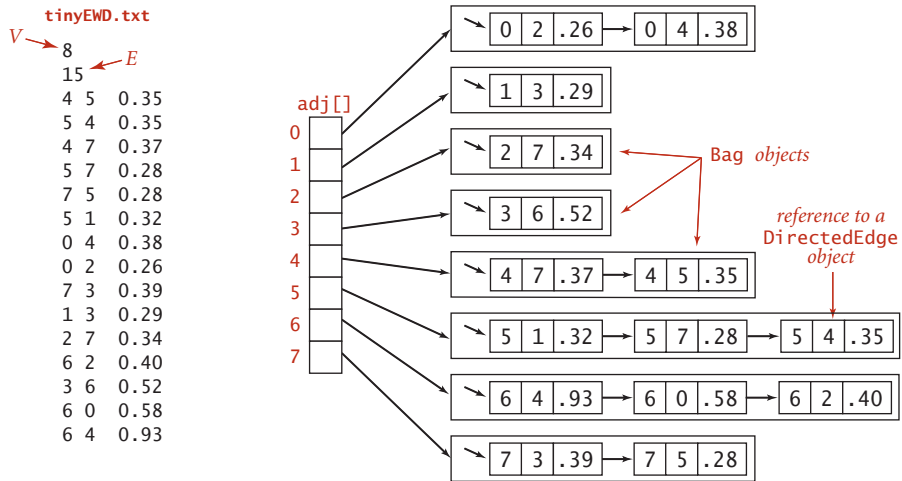 tinyEWD.txt
V
8
E
15
4 5 0.35
5 4 0.35
4 7 0.37
5 7 0.28
7 5 0.28
5 1 0.32
0 4 0.38
0 2 0.26
7 3 0.39
1 3 0.29
2 7 0.34
6 2 0.40
3 6 0.52
6 0 0.58
6 4 0.93
adj[]
0
1
2
3
4
5
6
7
0 2 .26 0 4 .38
1 3 .29
2 7 .34
3 6 .52
4 7 .37 4 5 .35
5 1 .32 5 7 .28 5 4 .35
6 4 .93 6 0 .58 6 2 .40
7 3 .39 7 5 .28
Bag objects
reference to a
DirectedEdge
object